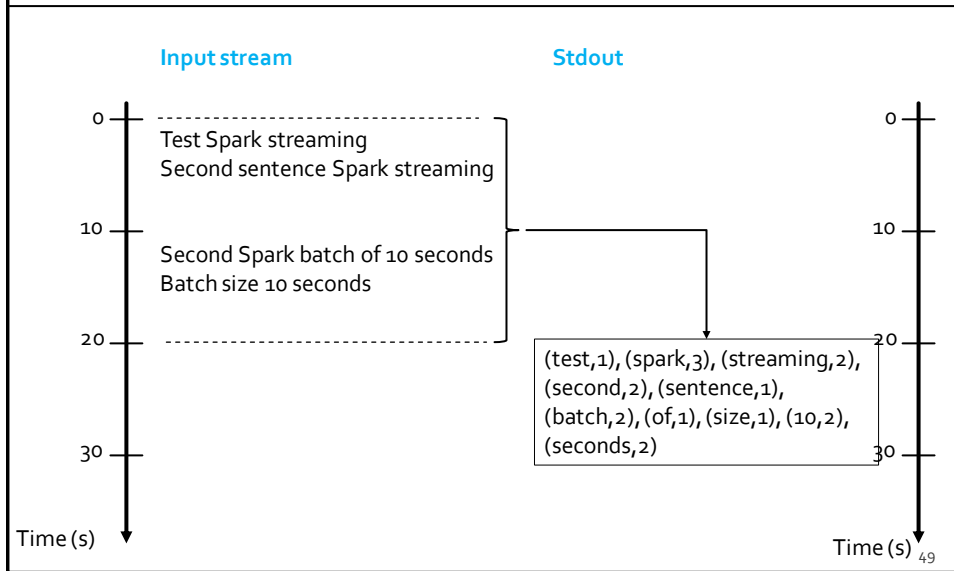 Input stream
Stdout
0
Test Spark streaming
Second sentence Spark streaming
10
Second Spark batch of 10 seconds
Batch size 10 seconds
20
30
Time (s)
0
10
20
30
(test,1), (spark,3), (streaming,2),
(second,2), (sentence,1),
(batch,2), (of,1), (size,1), (10,2),
(seconds,2)
Time (s)
49